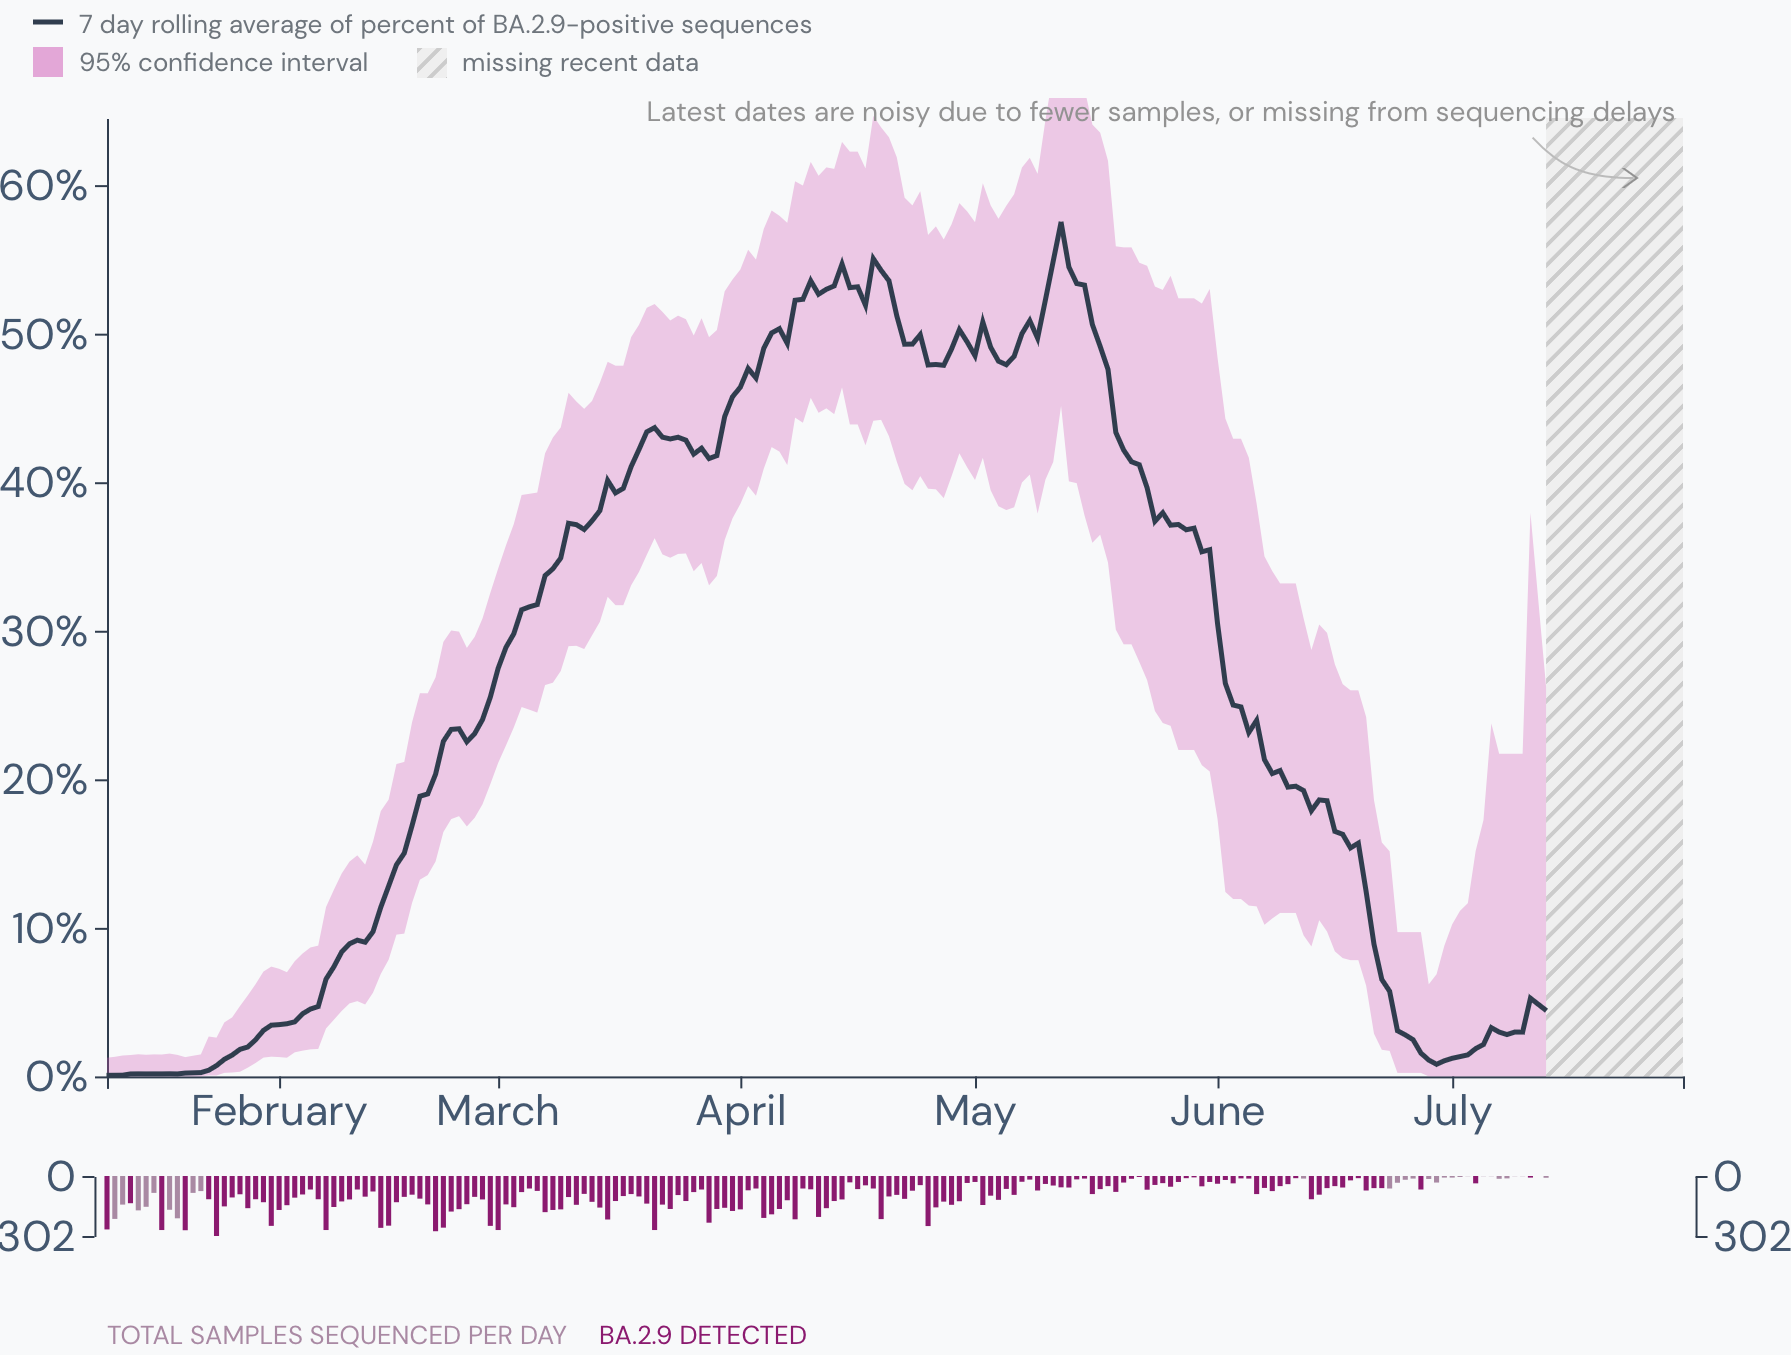 7 day rolling average of percent of BA.2.9-positive sequences
95% confidence interval missing recent data
Latest dates are noisy due to fewer samples, or missing from sequencing delays
60%
50%
40%
30%
20%
10%
0%
February March April May June July
0 0
302 302
TOTAL SAMPLES SEQUENCED PER DAY BA.2.9 DETECTED